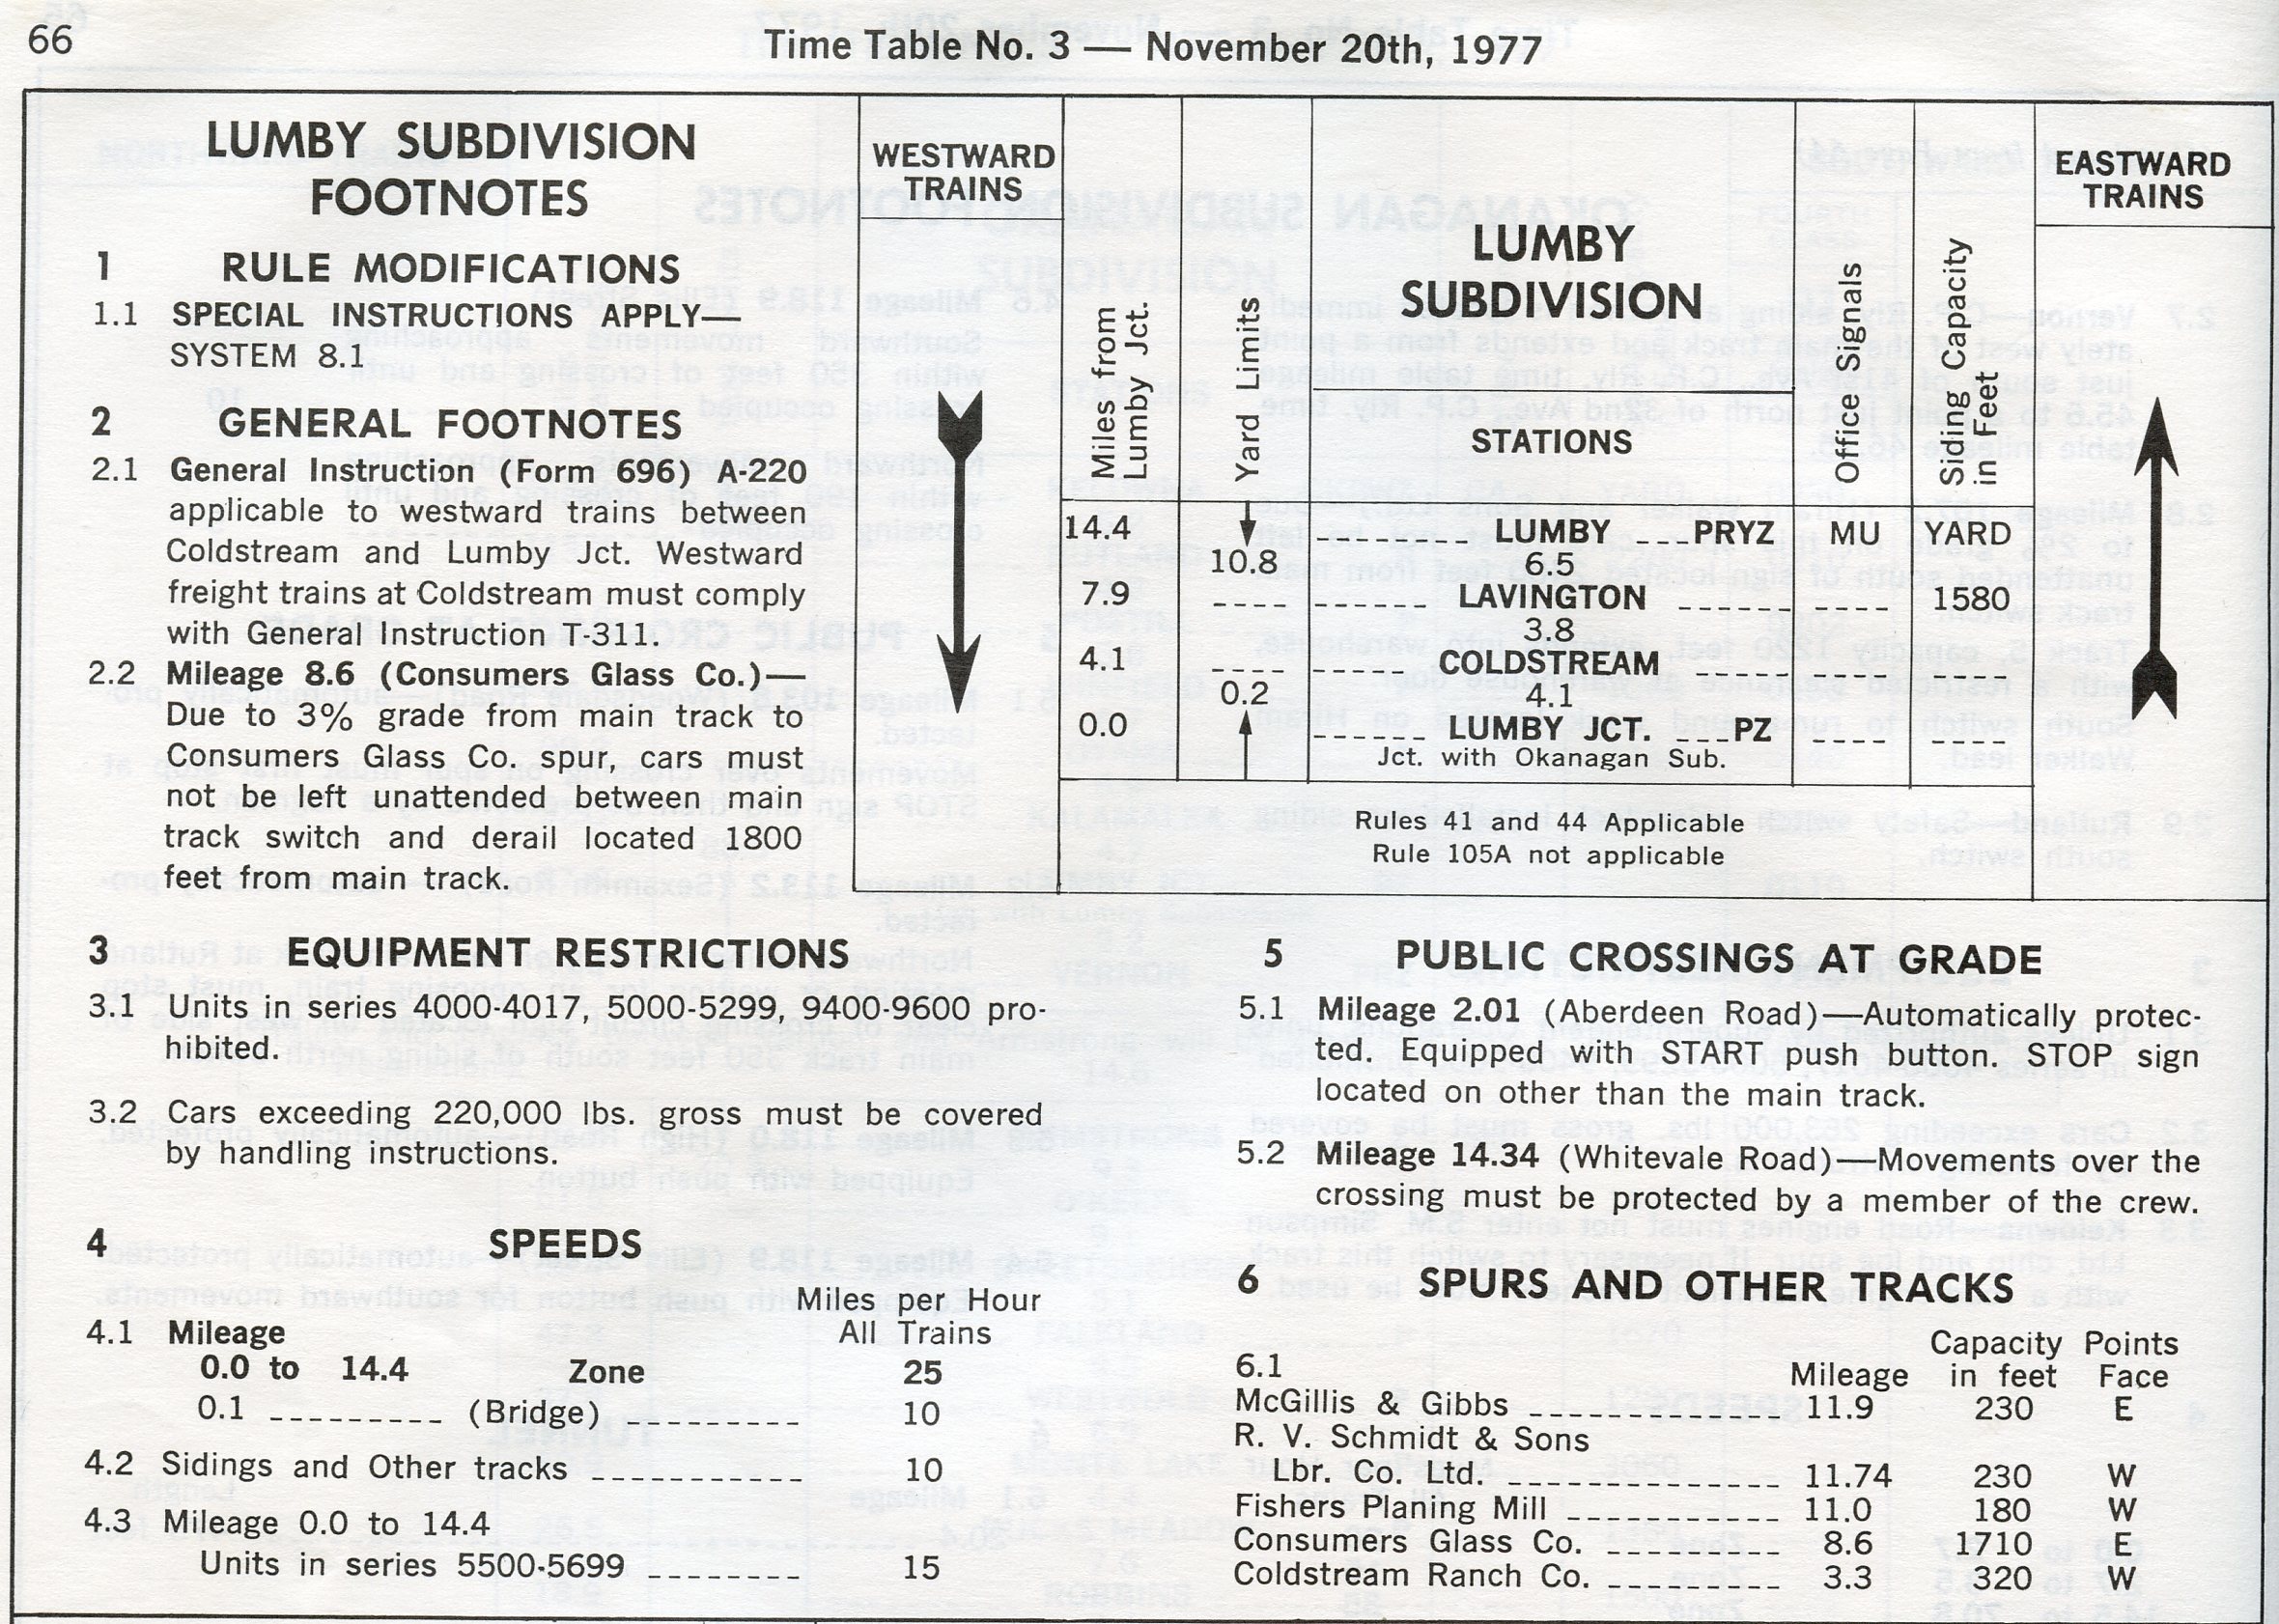 66
Time Table No. 3 — November 20th, 1977
LUMBY SUBDIVISION
FOOTNOTES
1 RULE MODIFICATIONS
1.1 SPECIAL INSTRUCTIONS APPLY—
SYSTEM 8.1
2 GENERAL FOOTNOTES
2.1 General Instruction (Form 696) A-220
applicable to westward trains between
Coldstream and Lumby Jct. Westward
freight trains at Coldstream must comply
with General Instruction T-311.
2.2 Mileage 8.6 (Consumers Glass Co.)—
Due to 3% grade from main track to
Consumers Glass Co. spur, cars must
not be left unattended between main
track switch and derail located 1800
feet from main track.
WESTWARD
TRAINS
Miles from
Lumby Jct.
Yard Limits
LUMBY
SUBDIVISION
STATIONS
Office Signals
Siding Capacity
in Feet
EASTWARD
TRAINS
14.4 ------- LUMBY -- PRYZ MU YARD
10.8 6.5
7.9 ---- ------ LAVINGTON ------ ---- 1580
3.8
4.1 ---- ------ COLDSTREAM ------ ---- ----
0.2 4.1
0.0 ------ LUMBY JCT. ---PZ ---- ----
Jct. with Okanagan Sub.
Rules 41 and 44 Applicable
Rule 105A not applicable
3 EQUIPMENT RESTRICTIONS
3.1 Units in series 4000-4017, 5000-5299, 9400-9600 pro-
hibited.
3.2 Cars exceeding 220,000 lbs. gross must be covered
by handling instructions.
4 SPEEDS
Miles per Hour
4.1 Mileage All Trains
0.0 to 14.4 Zone 25
0.1 --------- (Bridge) --------- 10
4.2 Sidings and Other tracks ----------- 10
4.3 Mileage 0.0 to 14.4
Units in series 5500-5699 -------- 15
5 PUBLIC CROSSINGS AT GRADE
5.1 Mileage 2.01 (Aberdeen Road)—Automatically protec-
ted. Equipped with START push button. STOP sign
located on other than the main track.
5.2 Mileage 14.34 (Whitevale Road)—Movements over the
crossing must be protected by a member of the crew.
6 SPURS AND OTHER TRACKS
Capacity Points
6.1 Mileage in feet Face
McGillis & Gibbs ------------- 11.9 230 E
R. V. Schmidt & Sons
Lbr. Co. Ltd. -------------- 11.74 230 W
Fishers Planing Mill ----------- 11.0 180 W
Consumers Glass Co. --------- 8.6 1710 E
Coldstream Ranch Co. --------- 3.3 320 W